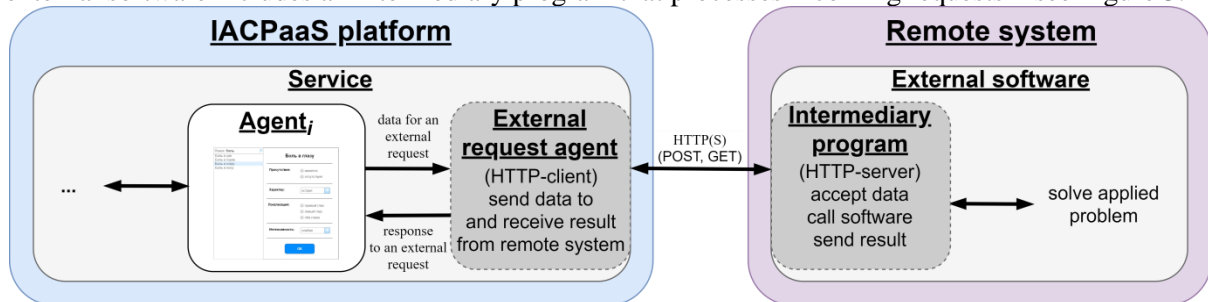 IACPaaS platform
Remote system
Service
External software
Agenti
data for an
external
request
response
to an external
request
External
request agent
(HTTP-client)
send data to
and receive result
from remote system
HTTP(S)
(POST, GET)
Intermediary
program
(HTTP-server)
accept data
call software
send result
solve applied
problem
...